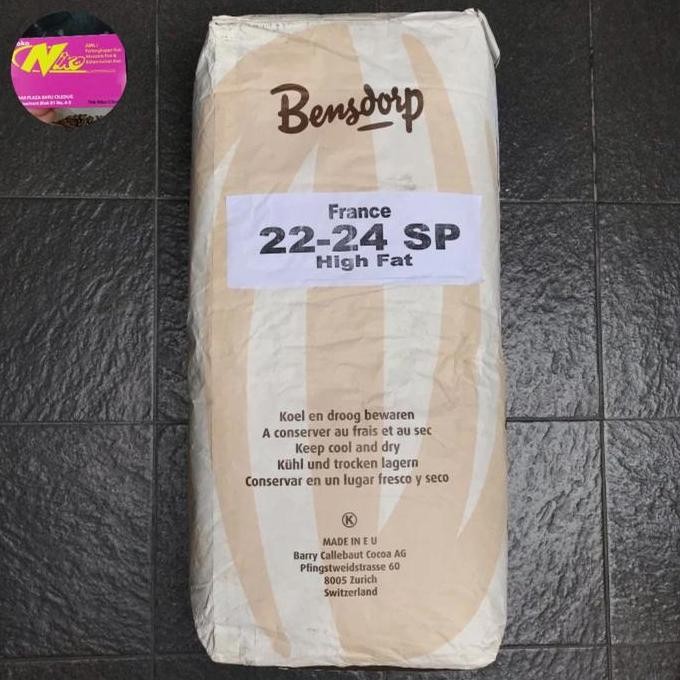 Niko
Bensdorp
France
22-24 SP
High Fat
Koel en droog bewaren
A conserver au frais et au sec
Keep cool and dry
Kühl und trocken lagern
Conservar en un lugar fresco y seco
K
MADE IN E U
Barry Callebaut Cocoa AG
Pfingstweidstrasse 60
8005 Zurich
Switzerland